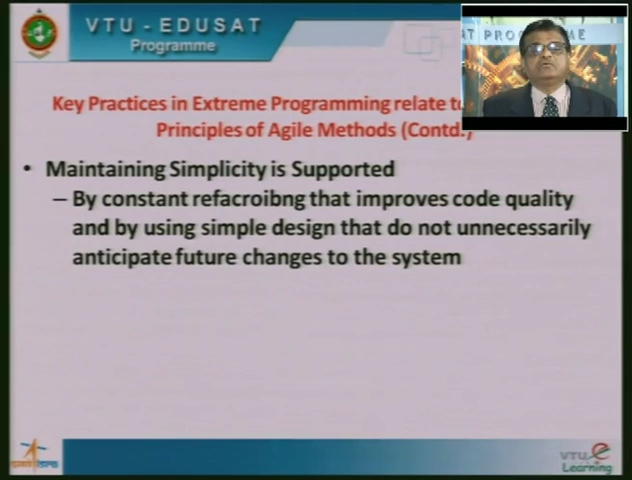 VTU - EDUSAT
Programme
AT PROGRAMME
Key Practices in Extreme Programming relate to
Principles of Agile Methods (Contd.)
• Maintaining Simplicity is Supported
– By constant refacroibng that improves code quality
and by using simple design that do not unnecessarily
anticipate future changes to the system
VTU e
Learning